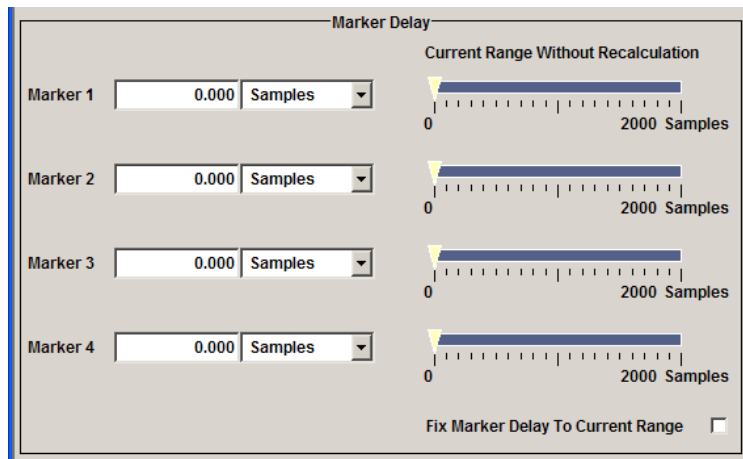 Marker Delay
Current Range Without Recalculation
Marker 1 0.000 Samples
0 2000 Samples
Marker 2 0.000 Samples
0 2000 Samples
Marker 3 0.000 Samples
0 2000 Samples
Marker 4 0.000 Samples
0 2000 Samples
Fix Marker Delay To Current Range